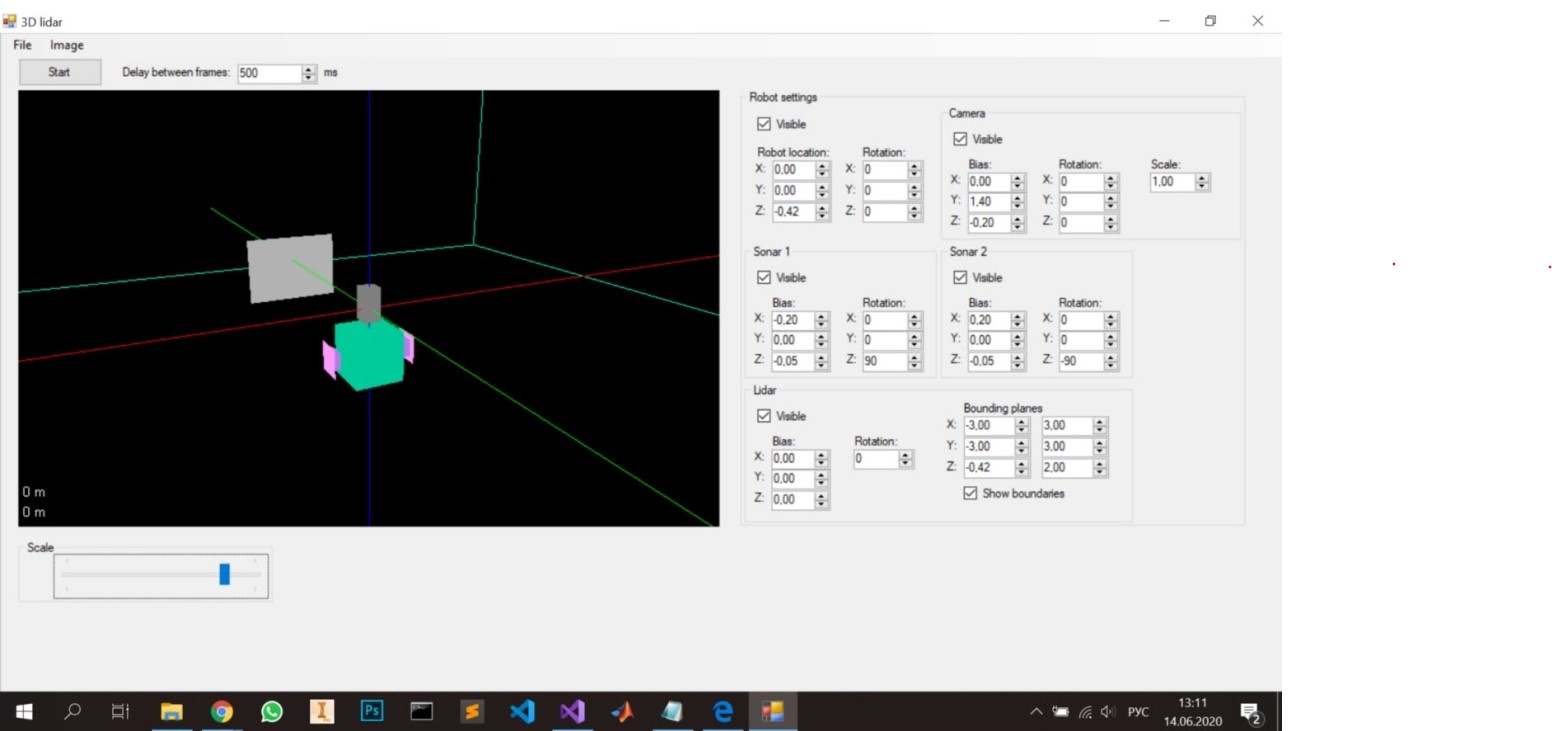 3D lidar
File Image
Start Delay between frames: 500 ms
Robot settings
Visible
Robot location: Rotation:
X: 0,00 X: 0
Y: 0,00 Y: 0
Z: -0,42 Z: 0
Camera
Visible
Bias: Rotation: Scale:
X: 0,00 X: 0 1,00
Y: 1,40 Y: 0
Z: -0,20 Z: 0
Sonar 1
Visible
Bias: Rotation:
X: -0,20 X: 0
Y: 0,00 Y: 0
Z: -0,05 Z: 90
Sonar 2
Visible
Bias: Rotation:
X: 0,20 X: 0
Y: 0,00 Y: 0
Z: -0,05 Z: -90
Lidar
Visible
Bias: Rotation:
X: 0,00 0
Y: 0,00
Z: 0,00
Bounding planes
X: -3,00 3,00
Y: -3,00 3,00
Z: -0,42 2,00
Show boundaries
0 m
0 m
Scale
I
Ps
РУС
13:11
14.06.2020
2